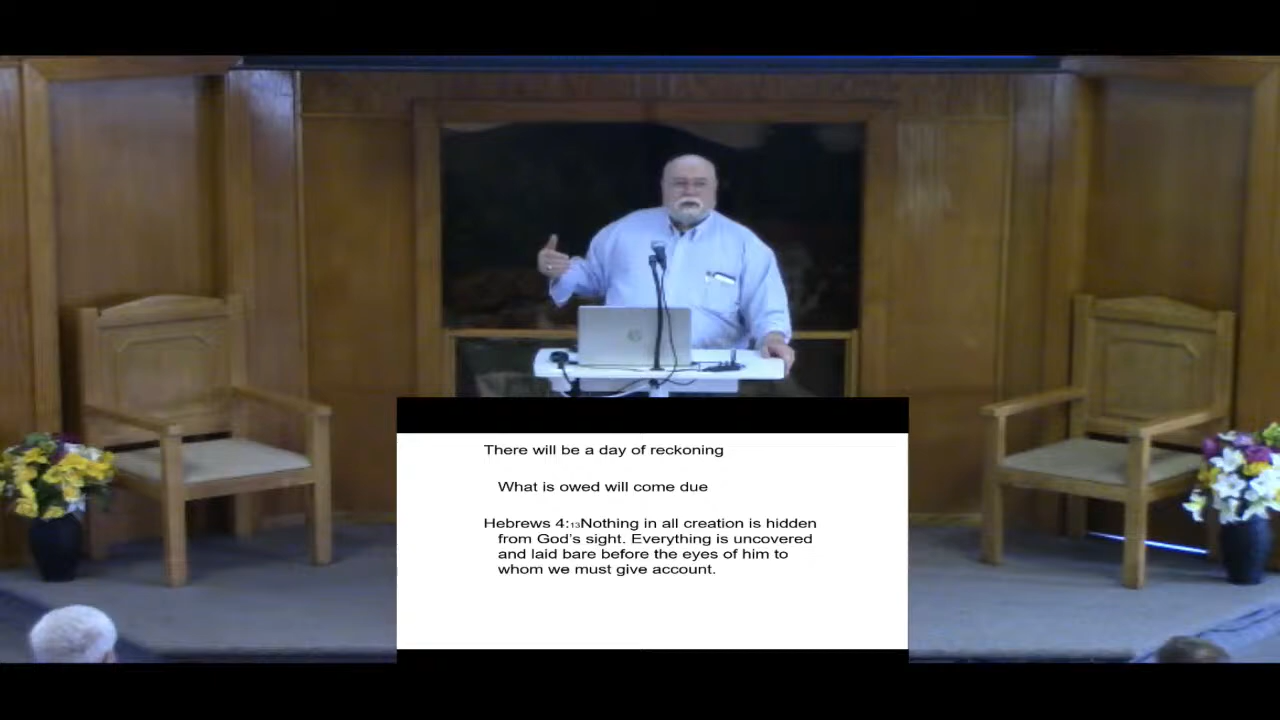 There will be a day of reckoning
What is owed will come due
Hebrews 4:13Nothing in all creation is hidden
from God's sight. Everything is uncovered
and laid bare before the eyes of him to
whom we must give account.